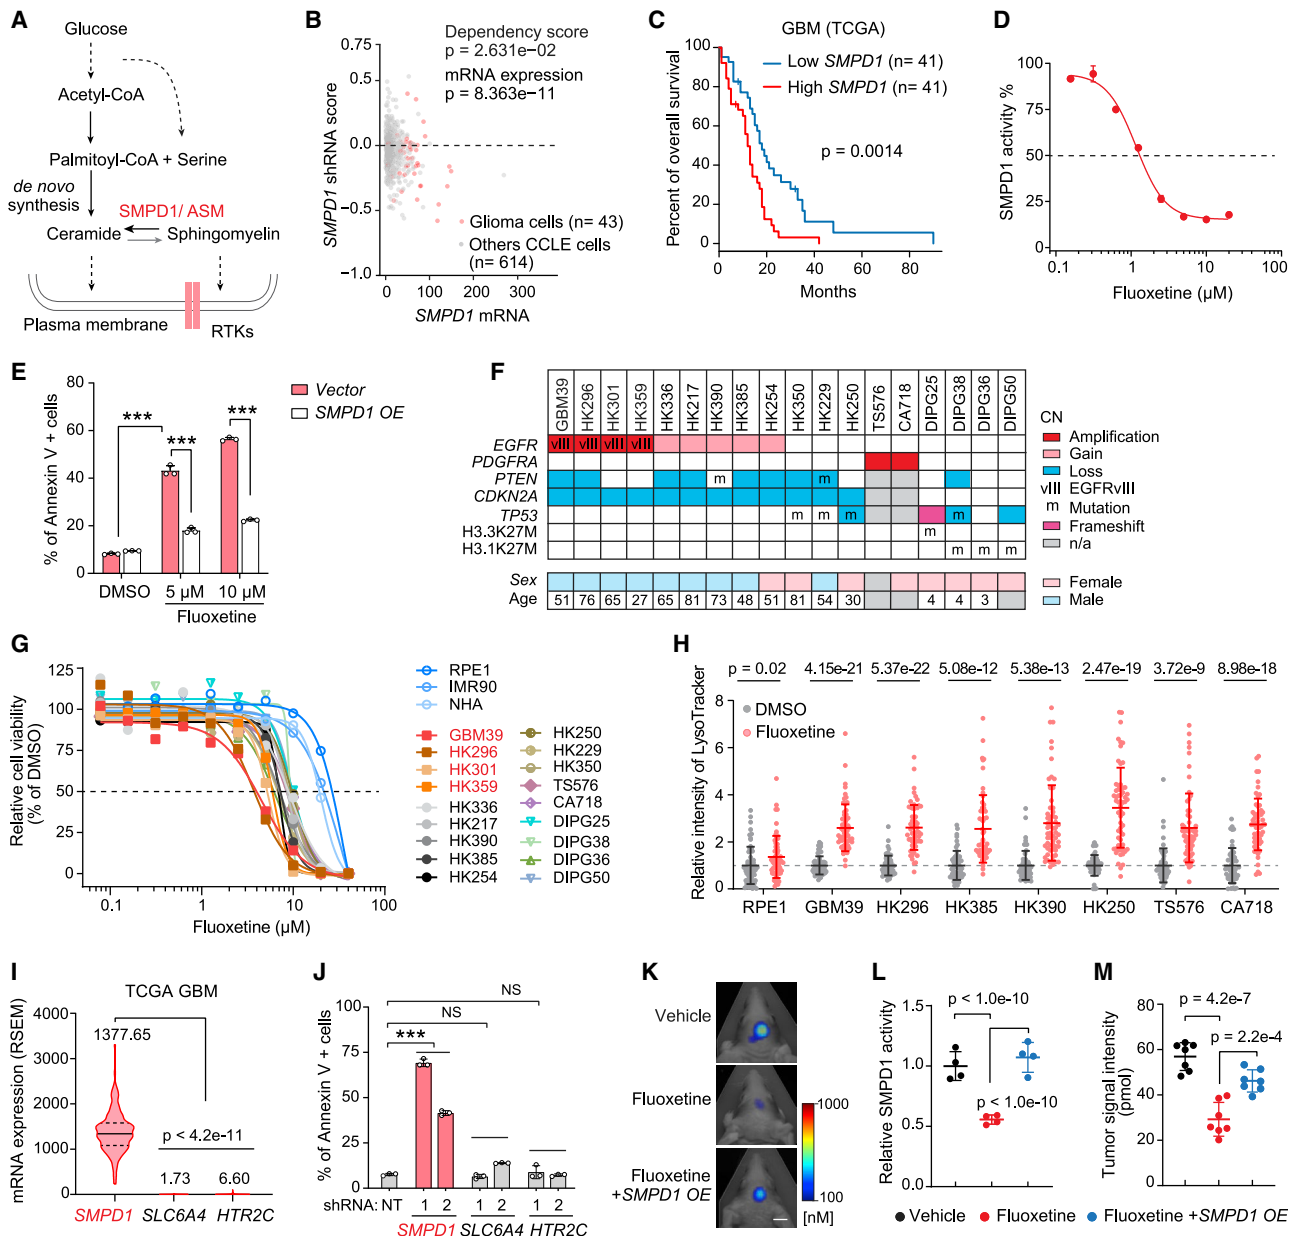 A
Glucose
Acetyl-CoA
Palmitoyl-CoA + Serine
de novo
synthesis
SMPD1/ ASM
Ceramide
Sphingomyelin
Plasma membrane
RTKs
B
Dependency score
p = 2.631e−02
mRNA expression
p = 8.363e−11
SMPD1 shRNA score
0.75
0.5
0.0
−0.5
−1.0
Glioma cells (n= 43)
Others CCLE cells
(n= 614)
0 100 200 300
SMPD1 mRNA
C
GBM (TCGA)
Low SMPD1 (n= 41)
High SMPD1 (n= 41)
p = 0.0014
Percent of overall survival
100
80
60
40
20
0
0 20 40 60 80
Months
D
SMPD1 activity %
100
75
50
25
0
0.1 1 10 100
Fluoxetine (µM)
E
Vector
SMPD1 OE
% of Annexin V + cells
80
60
40
20
0
***
***
***
DMSO 5 µM 10 µM
Fluoxetine
F
GBM39 HK296 HK301 HK359 HK336 HK217 HK390 HK385 HK254 HK350 HK229 HK250 TS576 CA718 DIPG25 DIPG38 DIPG36 DIPG50
EGFR vIII vIII vIII vIII
PDGFRA
PTEN m m
CDKN2A
TP53 m m m m
H3.3K27M m
H3.1K27M m m m
Sex
Age 51 76 65 27 65 81 73 48 51 81 54 30 4 4 3
CN
Amplification
Gain
Loss
vIII EGFRvIII
m Mutation
Frameshift
n/a
Female
Male
G
Relative cell viability
(% of DMSO)
125
100
75
50
25
0
0.1 1 10 100
Fluoxetine (µM)
RPE1
IMR90
NHA
GBM39
HK296
HK301
HK359
HK336
HK217
HK390
HK385
HK254
HK250
HK229
HK350
TS576
CA718
DIPG25
DIPG38
DIPG36
DIPG50
H
p = 0.02 4.15e-21 5.37e-22 5.08e-12 5.38e-13 2.47e-19 3.72e-9 8.98e-18
DMSO
Fluoxetine
Relative intensity of LysoTracker
8
6
4
2
0
RPE1 GBM39 HK296 HK385 HK390 HK250 TS576 CA718
I
TCGA GBM
mRNA expression (RSEM)
4000
3000
2000
1000
0
1377.65
p < 4.2e-11
1.73
6.60
SMPD1 SLC6A4 HTR2C
J
% of Annexin V + cells
100
75
50
25
0
NS
NS
***
shRNA: NT 1 2 1 2 1 2
SMPD1 SLC6A4 HTR2C
K
Vehicle
Fluoxetine
Fluoxetine
+SMPD1 OE
1000
100
[nM]
L
Relative SMPD1 activity
1.5
1.0
0.5
0
p < 1.0e-10
p < 1.0e-10
M
Tumor signal intensity
(pmol)
80
60
40
20
0
p = 4.2e-7
p = 2.2e-4
Vehicle Fluoxetine Fluoxetine +SMPD1 OE